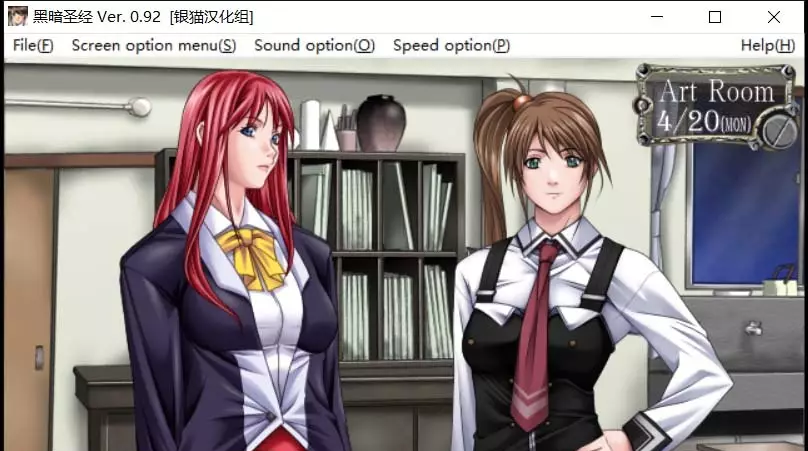 黑暗圣经 Ver. 0.92 [银猫汉化组]
File(F) Screen option menu(S) Sound option(O) Speed option(P) Help(H)
Art Room
4/20(MON)